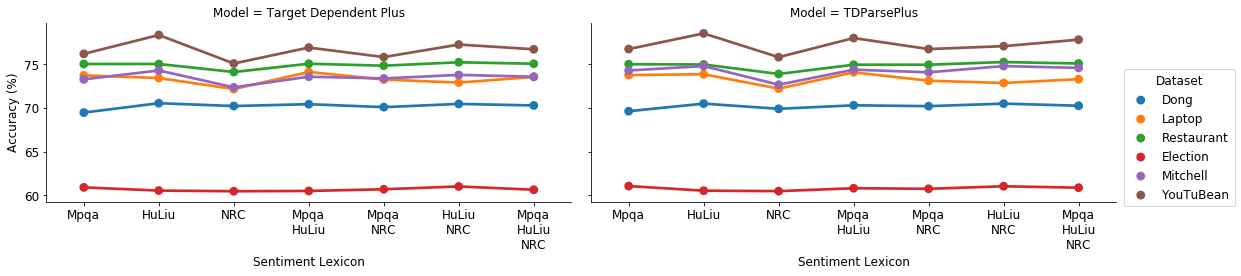 Model = Target Dependent Plus
Model = TDParsePlus
Accuracy (%)
75
70
65
60
Mpqa
HuLiu
NRC
Mpqa
HuLiu
Mpqa
NRC
HuLiu
NRC
Mpqa
HuLiu
NRC
Sentiment Lexicon
Mpqa
HuLiu
NRC
Mpqa
HuLiu
Mpqa
NRC
HuLiu
NRC
Mpqa
HuLiu
NRC
Sentiment Lexicon
Dataset
Dong
Laptop
Restaurant
Election
Mitchell
YouTuBean